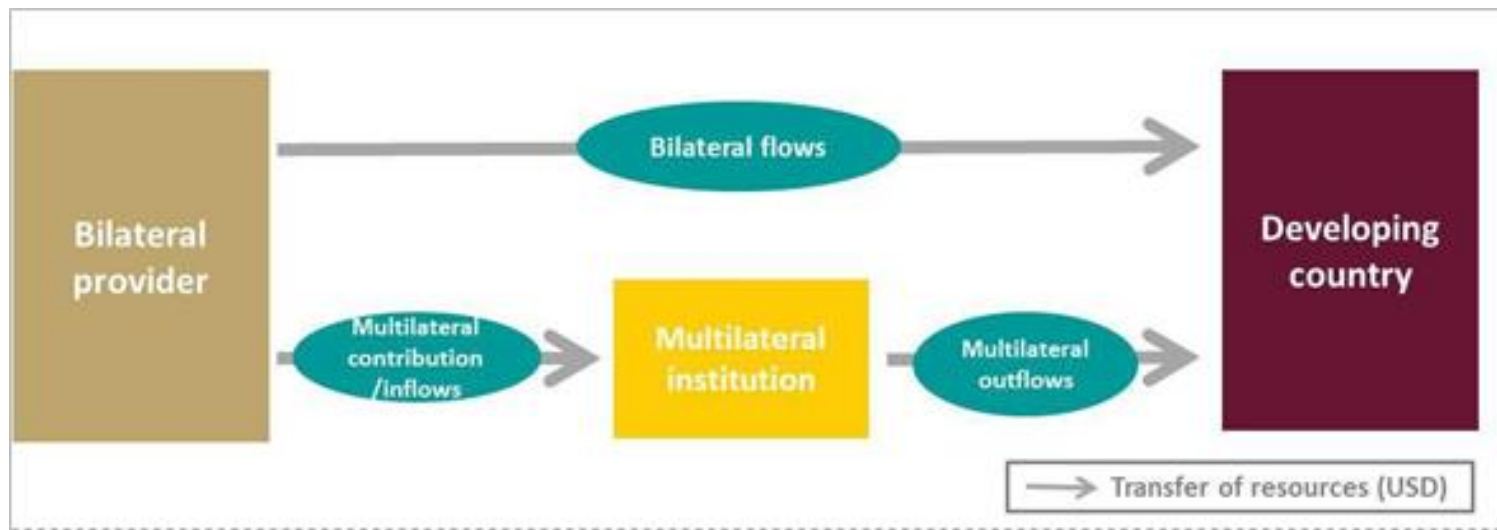 Bilateral flows
Bilateral
provider
Developing
country
Multilateral
contribution
/inflows
Multilateral
institution
Multilateral
outflows
Transfer of resources (USD)